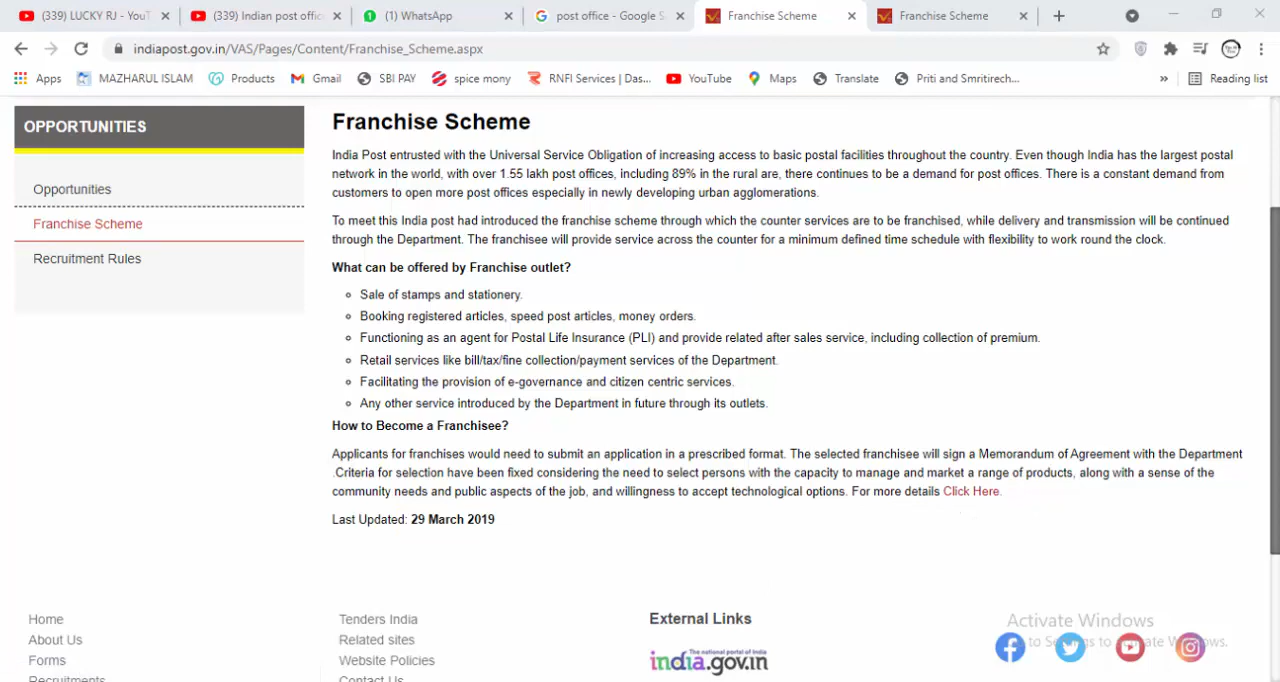 (339) LUCKY RJ - YouT
(339) Indian post offic
(1) WhatsApp
post office - Google S
Franchise Scheme
Franchise Scheme
indiapost.gov.in/VAS/Pages/Content/Franchise_Scheme.aspx
Apps
MAZHARUL ISLAM
Products
Gmail
SBI PAY
spice mony
RNFI Services | Das...
YouTube
Maps
Translate
Priti and Smritirech...
»
Reading list
OPPORTUNITIES
Opportunities
Franchise Scheme
Recruitment Rules
Franchise Scheme
India Post entrusted with the Universal Service Obligation of increasing access to basic postal facilities throughout the country. Even though India has the largest postal
network in the world, with over 1.55 lakh post offices, including 89% in the rural are, there continues to be a demand for post offices. There is a constant demand from
customers to open more post offices especially in newly developing urban agglomerations.
To meet this India post had introduced the franchise scheme through which the counter services are to be franchised, while delivery and transmission will be continued
through the Department. The franchisee will provide service across the counter for a minimum defined time schedule with flexibility to work round the clock.
What can be offered by Franchise outlet?
Sale of stamps and stationery.
Booking registered articles, speed post articles, money orders.
Functioning as an agent for Postal Life Insurance (PLI) and provide related after sales service, including collection of premium.
Retail services like bill/tax/fine collection/payment services of the Department.
Facilitating the provision of e-governance and citizen centric services.
Any other service introduced by the Department in future through its outlets.
How to Become a Franchisee?
Applicants for franchises would need to submit an application in a prescribed format. The selected franchisee will sign a Memorandum of Agreement with the Department
.Criteria for selection have been fixed considering the need to select persons with the capacity to manage and market a range of products, along with a sense of the
community needs and public aspects of the job, and willingness to accept technological options. For more details Click Here.
Last Updated: 29 March 2019
Home
About Us
Forms
Recruitments
Tenders India
Related sites
Website Policies
Contact Us
External Links
The national portal of India
india.gov.in
Activate Windows
to Settings to activate Windows.